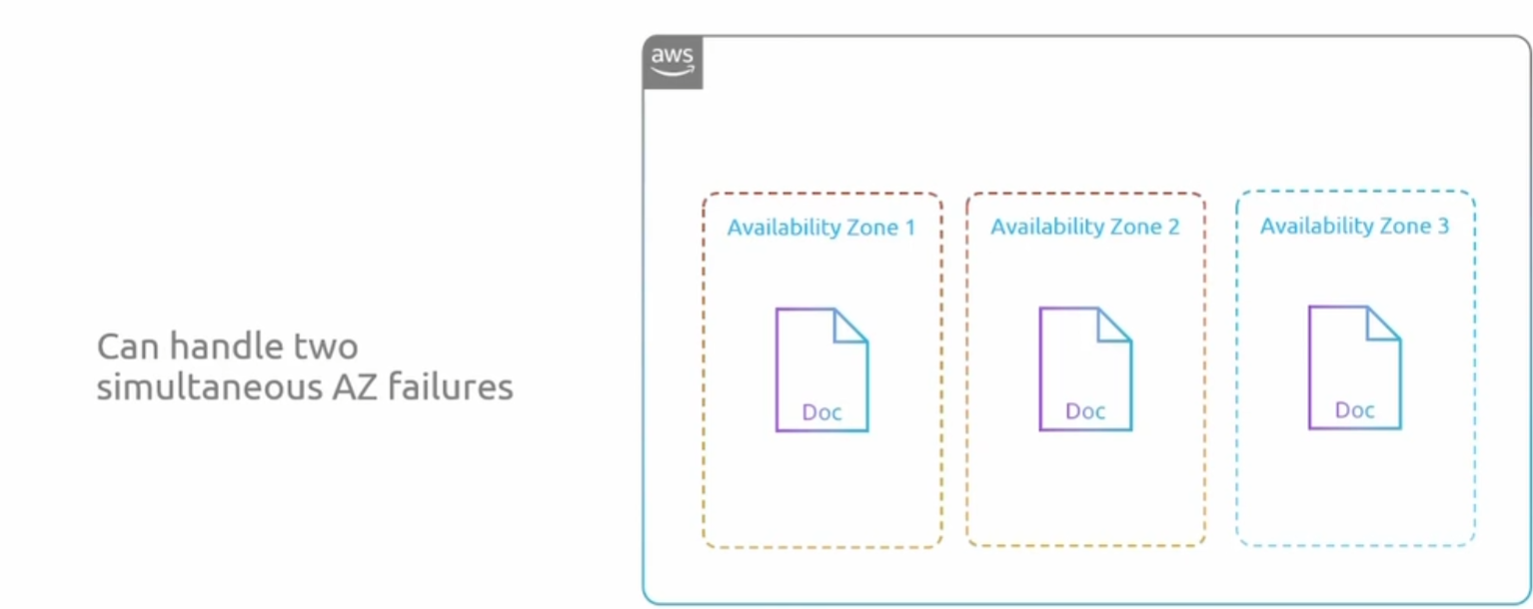 aws
Availability Zone 1
Availability Zone 2
Availability Zone 3
Can handle two
simultaneous AZ failures
Doc
Doc
Doc